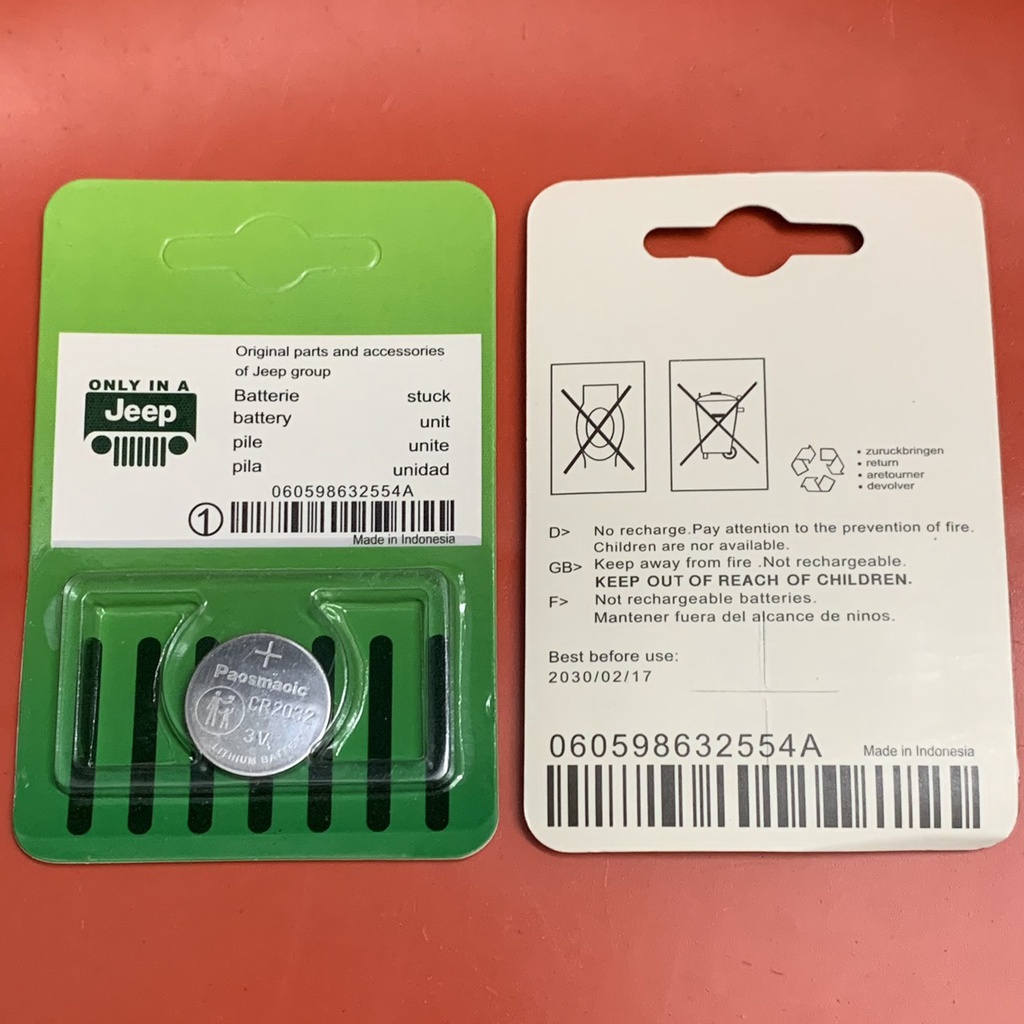 ONLY IN A
Jeep
Original parts and accessories
of Jeep group
Batterie stuck
battery unit
pile unite
pila unidad
060598632554A
1
Made in Indonesia
+
Paosmaoic
CR2032
3V
LITHIUM BATTERY
• zuruckbringen
• return
• aretourner
• devolver
D> No recharge.Pay attention to the prevention of fire.
Children are nor available.
GB> Keep away from fire .Not rechargeable.
KEEP OUT OF REACH OF CHILDREN.
F> Not rechargeable batteries.
Mantener fuera del alcance de ninos.
Best before use:
2030/02/17
060598632554A Made in Indonesia